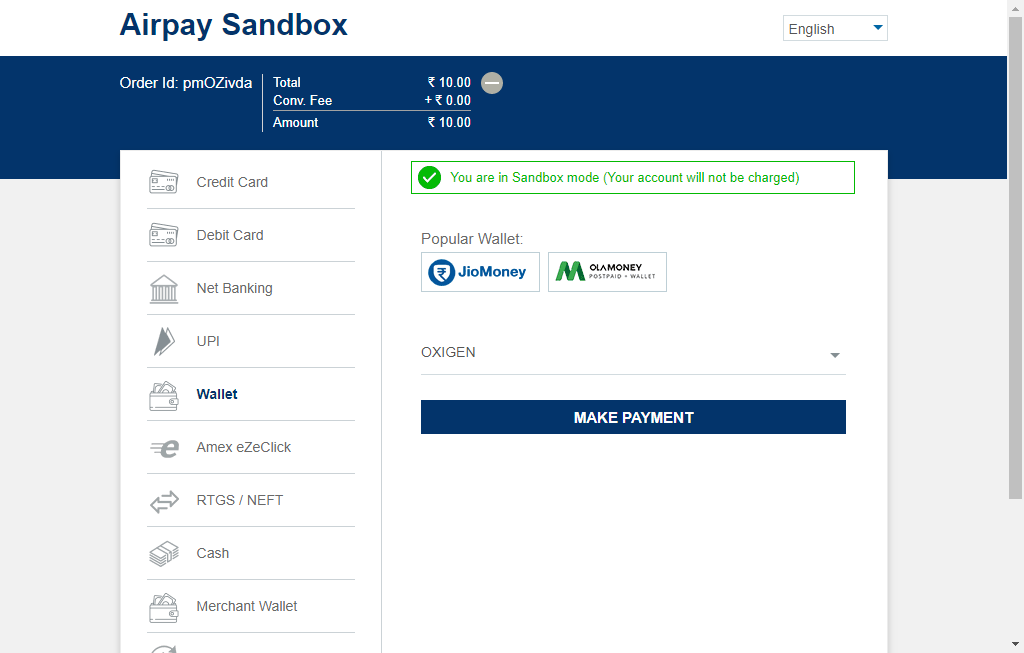 Airpay Sandbox
English
Order Id: pmOZivda
Total ₹ 10.00
Conv. Fee + ₹ 0.00
Amount ₹ 10.00
Credit Card
Debit Card
Net Banking
UPI
Wallet
Amex eZeClick
RTGS / NEFT
Cash
Merchant Wallet
You are in Sandbox mode (Your account will not be charged)
Popular Wallet:
JioMoney
OLAMONEY
POSTPAID + WALLET
OXIGEN
MAKE PAYMENT